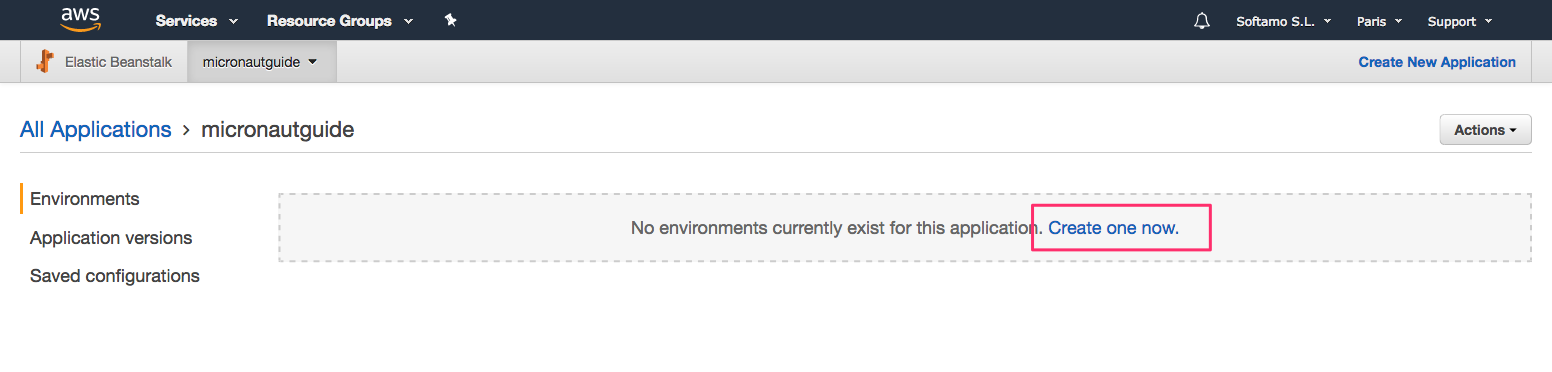 aws Services Resource Groups Softamo S.L. Paris Support
Elastic Beanstalk micronautguide Create New Application
All Applications › micronautguide Actions
Environments
No environments currently exist for this application. Create one now.
Application versions
Saved configurations